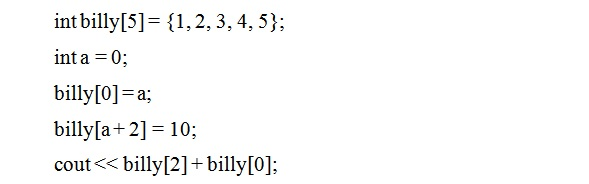 int billy[5] = {1, 2, 3, 4, 5};
int a = 0;
billy[0] = a;
billy[a + 2] = 10;
cout << billy[2] + billy[0];